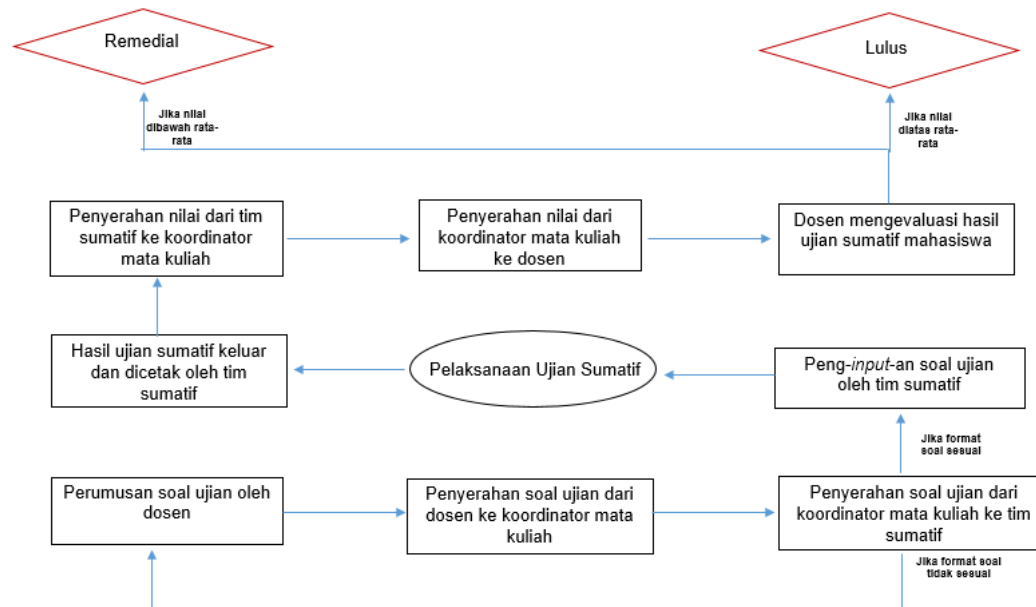 Remedial
Lulus
Jika nilai
dibawah rata-
rata
Jika nilai
diatas rata-
rata
Penyerahan nilai dari tim
sumatif ke koordinator
mata kuliah
Penyerahan nilai dari
koordinator mata kuliah
ke dosen
Dosen mengevaluasi hasil
ujian sumatif mahasiswa
Hasil ujian sumatif keluar
dan dicetak oleh tim
sumatif
Pelaksanaan Ujian Sumatif
Peng-input-an soal ujian
oleh tim sumatif
Jika format
soal sesuai
Perumusan soal ujian oleh
dosen
Penyerahan soal ujian dari
dosen ke koordinator mata
kuliah
Penyerahan soal ujian dari
koordinator mata kuliah ke tim
sumatif
Jika format soal
tidak sesuai